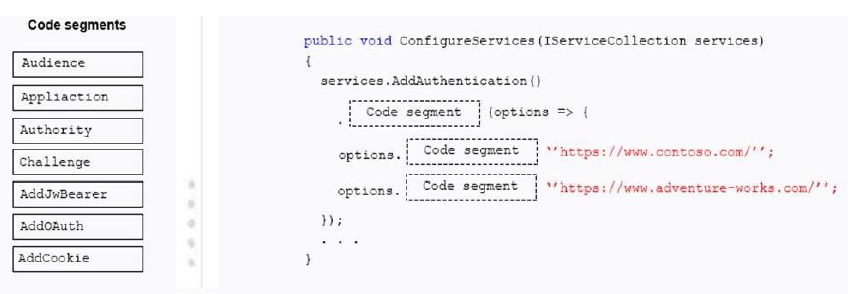 Code segments
Audience
Appliaction
Authority
Challenge
AddJwBearer
AddOAuth
AddCookie
public void ConfigureServices(IServiceCollection services)
{
services.AddAuthentication()
. Code segment (options => {
options. Code segment ‘‘https://www.contoso.com/’’;
options. Code segment ‘‘https://www.adventure-works.com/’’;
});
. . .
}